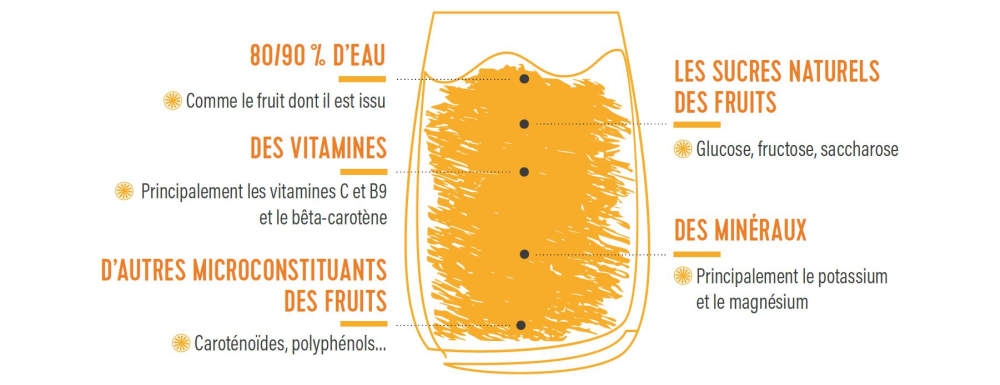 80/90 % D'EAU
Comme le fruit dont il est issu
DES VITAMINES
Principalement les vitamines C et B9
et le bêta-carotène
D'AUTRES MICROCONSTITUANTS
DES FRUITS
Caroténoïdes, polyphénols...
LES SUCRES NATURELS
DES FRUITS
Glucose, fructose, saccharose
DES MINÉRAUX
Principalement le potassium
et le magnésium